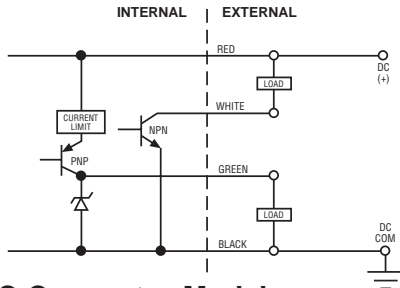 INTERNAL EXTERNAL
RED
DC
(+)
LOAD
WHITE
CURRENT
LIMIT
NPN
PNP
GREEN
LOAD
DC
COM
BLACK